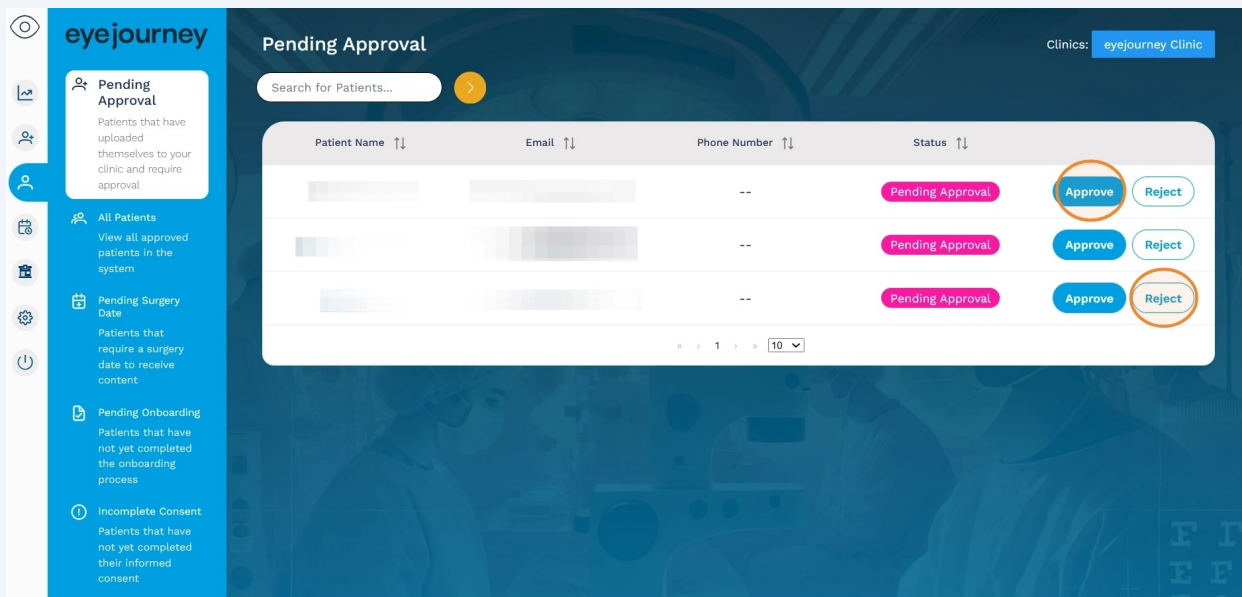 eyejourney
Pending
Approval
Patients that have
uploaded
themselves to your
clinic and require
approval
All Patients
View all approved
patients in the
system
Pending Surgery
Date
Patients that
require a surgery
date to receive
content
Pending Onboarding
Patients that have
not yet completed
the onboarding
process
Incomplete Consent
Patients that have
not yet completed
their informed
consent
Pending Approval
Clinics: eyejourney Clinic
Search for Patients...
Patient Name Email Phone Number Status
-- Pending Approval Approve Reject
-- Pending Approval Approve Reject
-- Pending Approval Approve Reject
« ‹ 1 › » 10